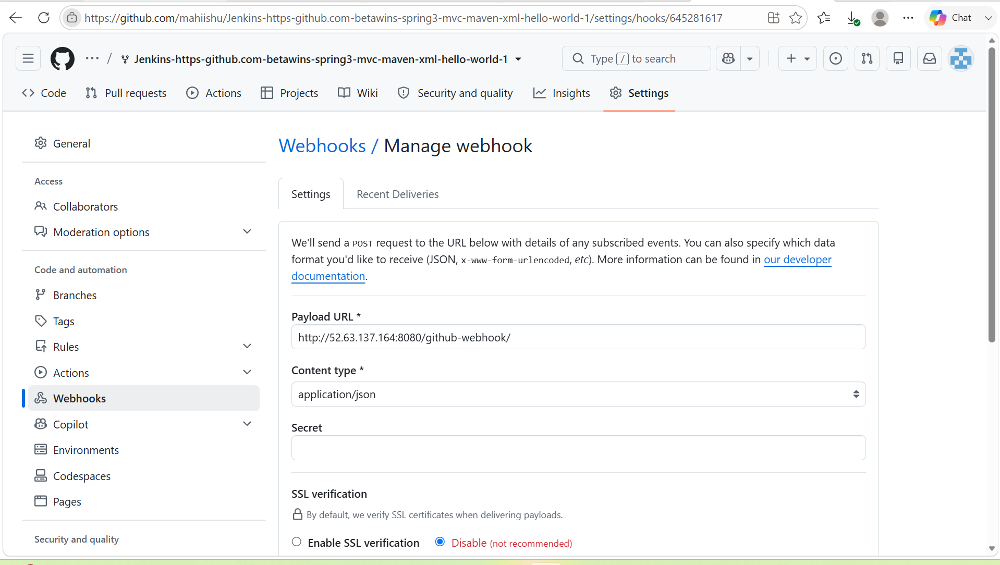 https://github.com/mahiishu/Jenkins-https-github.com-betawins-spring3-mvc-maven-xml-hello-world-1/settings/hooks/645281617
Chat
... / Jenkins-https-github.com-betawins-spring3-mvc-maven-xml-hello-world-1
Type / to search
Code
Pull requests
Actions
Projects
Wiki
Security and quality
Insights
Settings
General
Access
Collaborators
Moderation options
Code and automation
Branches
Tags
Rules
Actions
Webhooks
Copilot
Environments
Codespaces
Pages
Security and quality
Webhooks / Manage webhook
Settings
Recent Deliveries
We'll send a POST request to the URL below with details of any subscribed events. You can also specify which data
format you'd like to receive (JSON, x-www-form-urlencoded, etc). More information can be found in our developer
documentation.
Payload URL *
http://52.63.137.164:8080/github-webhook/
Content type *
application/json
Secret
SSL verification
By default, we verify SSL certificates when delivering payloads.
Enable SSL verification
Disable (not recommended)